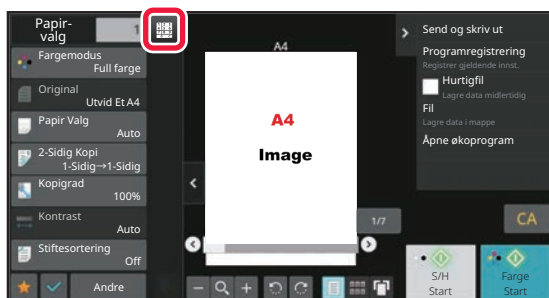 Papir-
valg
1
Fargemodus
Full farge
Original
Utvid Et A4
Papir Valg
Auto
2-Sidig Kopi
1-Sidig→1-Sidig
Kopigrad
100%
Kontrast
Auto
Stiftesortering
Off
Andre
A4
A4
Image
1/7
Send og skriv ut
Programregistrering
Registrer gjeldende innst.
Hurtigfil
Lagre data midlertidig
Fil
Lagre data i mappe
Åpne økoprogram
CA
S/H
Start
Farge
Start